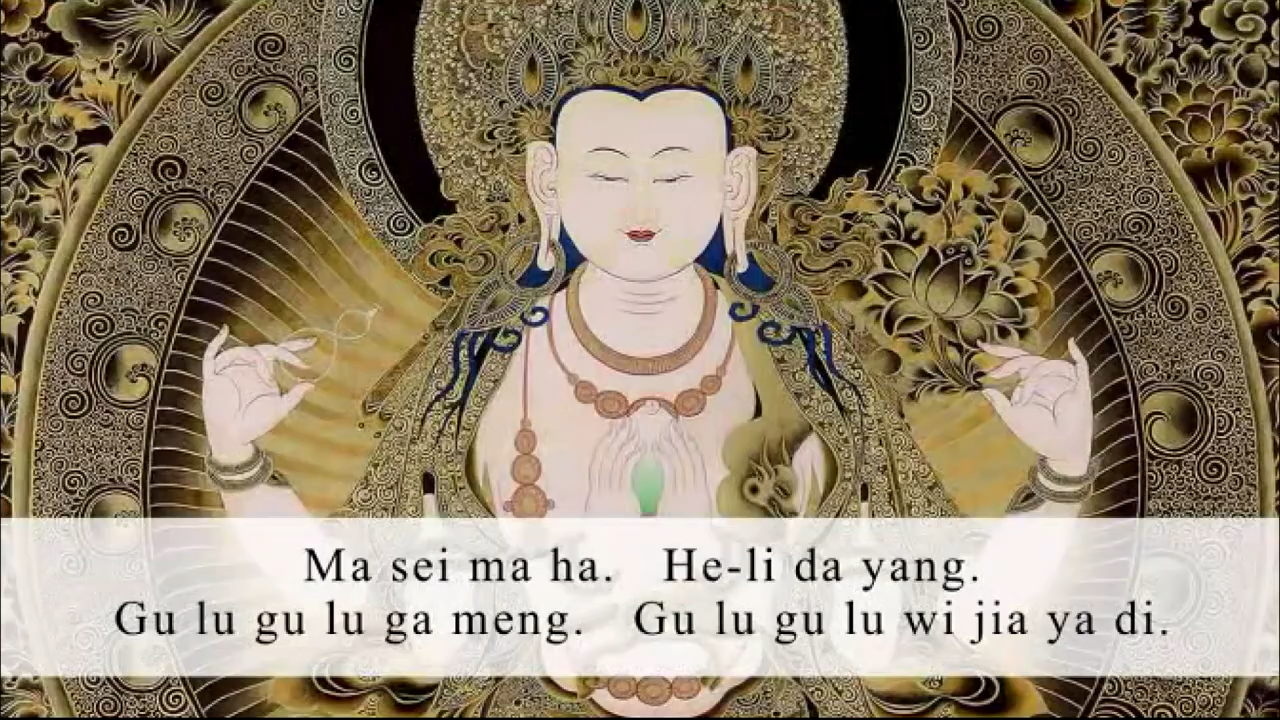 Ma sei ma ha. He-li da yang.
Gu lu gu lu ga meng. Gu lu gu lu wi jia ya di.